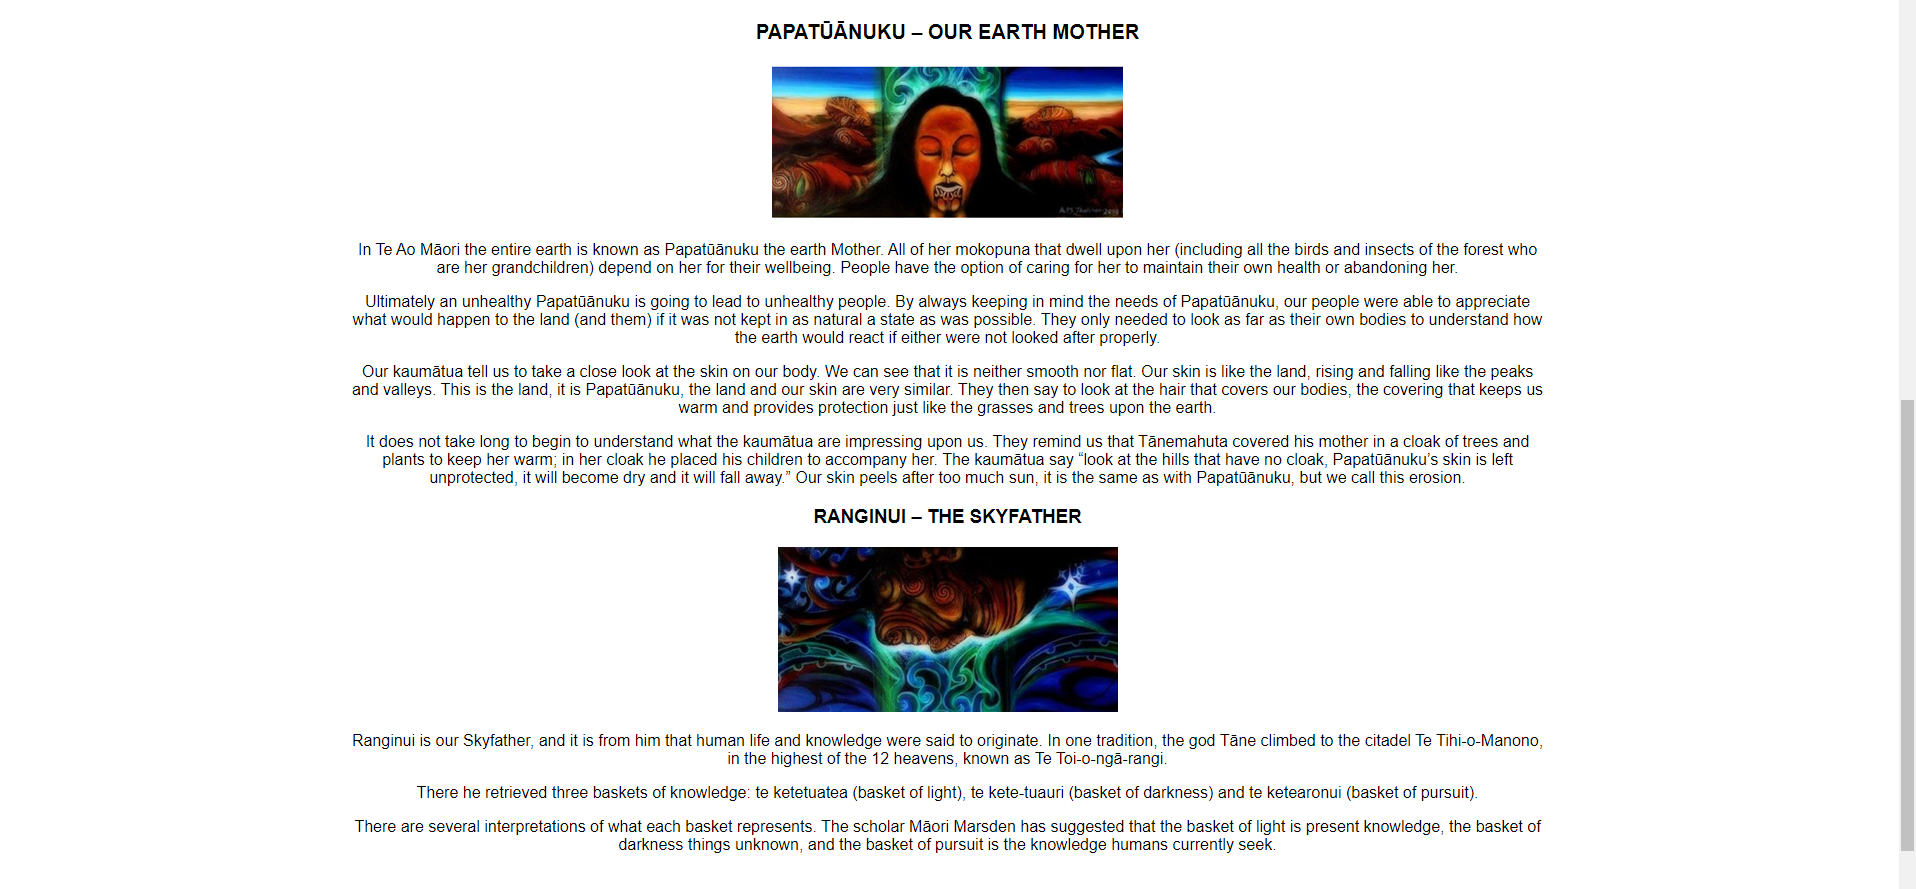 PAPATŪĀNUKU – OUR EARTH MOTHER
In Te Ao Māori the entire earth is known as Papatūānuku the earth Mother. All of her mokopuna that dwell upon her (including all the birds and insects of the forest who
are her grandchildren) depend on her for their wellbeing. People have the option of caring for her to maintain their own health or abandoning her.
Ultimately an unhealthy Papatūānuku is going to lead to unhealthy people. By always keeping in mind the needs of Papatūānuku, our people were able to appreciate
what would happen to the land (and them) if it was not kept in as natural a state as was possible. They only needed to look as far as their own bodies to understand how
the earth would react if either were not looked after properly.
Our kaumātua tell us to take a close look at the skin on our body. We can see that it is neither smooth nor flat. Our skin is like the land, rising and falling like the peaks
and valleys. This is the land, it is Papatūānuku, the land and our skin are very similar. They then say to look at the hair that covers our bodies, the covering that keeps us
warm and provides protection just like the grasses and trees upon the earth.
It does not take long to begin to understand what the kaumātua are impressing upon us. They remind us that Tānemahuta covered his mother in a cloak of trees and
plants to keep her warm; in her cloak he placed his children to accompany her. The kaumātua say “look at the hills that have no cloak, Papatūānuku’s skin is left
unprotected, it will become dry and it will fall away.” Our skin peels after too much sun, it is the same as with Papatūānuku, but we call this erosion.
RANGINUI – THE SKYFATHER
Ranginui is our Skyfather, and it is from him that human life and knowledge were said to originate. In one tradition, the god Tāne climbed to the citadel Te Tihi-o-Manono,
in the highest of the 12 heavens, known as Te Toi-o-ngā-rangi.
There he retrieved three baskets of knowledge: te ketetuatea (basket of light), te kete-tuauri (basket of darkness) and te ketearonui (basket of pursuit).
There are several interpretations of what each basket represents. The scholar Māori Marsden has suggested that the basket of light is present knowledge, the basket of
darkness things unknown, and the basket of pursuit is the knowledge humans currently seek.